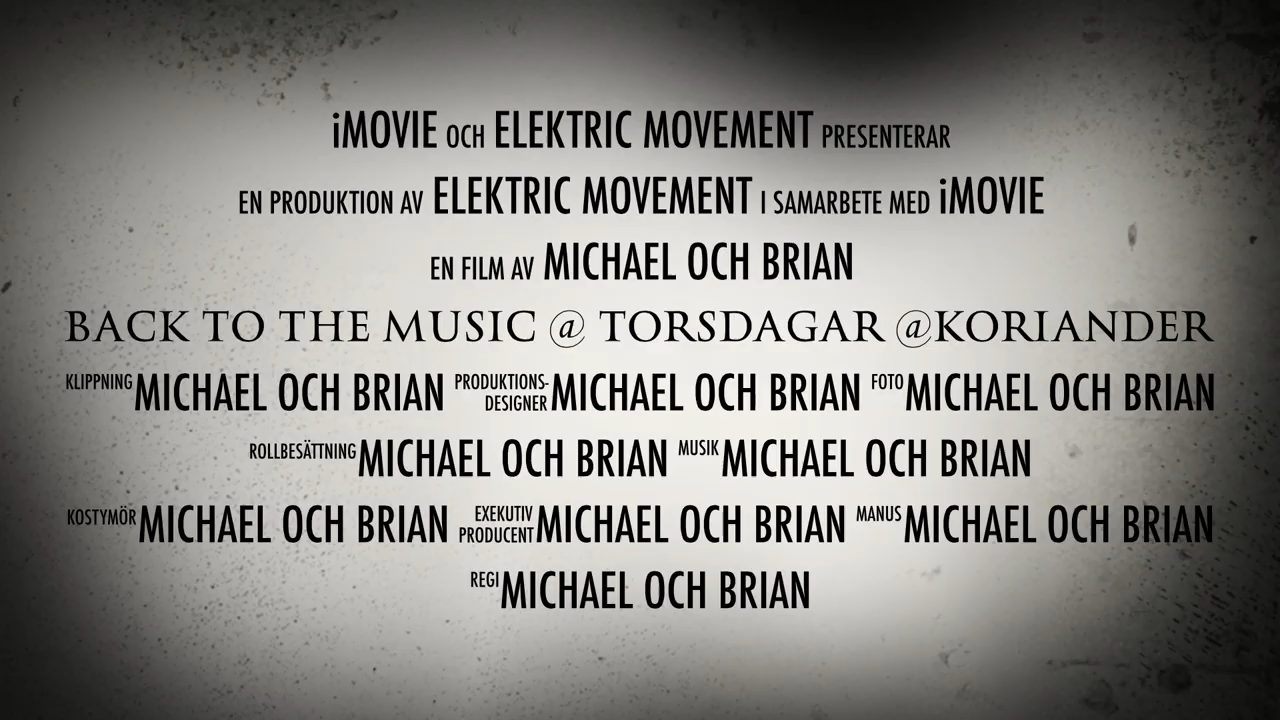 iMOVIE OCH ELEKTRIC MOVEMENT PRESENTERAR
EN PRODUKTION AV ELEKTRIC MOVEMENT I SAMARBETE MED iMOVIE
EN FILM AV MICHAEL OCH BRIAN
BACK TO THE MUSIC @ TORSDAGAR @KORIANDER
KLIPPNING MICHAEL OCH BRIAN PRODUKTIONS-DESIGNER MICHAEL OCH BRIAN FOTO MICHAEL OCH BRIAN
ROLLBESÄTTNING MICHAEL OCH BRIAN MUSIK MICHAEL OCH BRIAN
KOSTYMÖR MICHAEL OCH BRIAN EXEKUTIV PRODUCENT MICHAEL OCH BRIAN MANUS MICHAEL OCH BRIAN
REGI MICHAEL OCH BRIAN